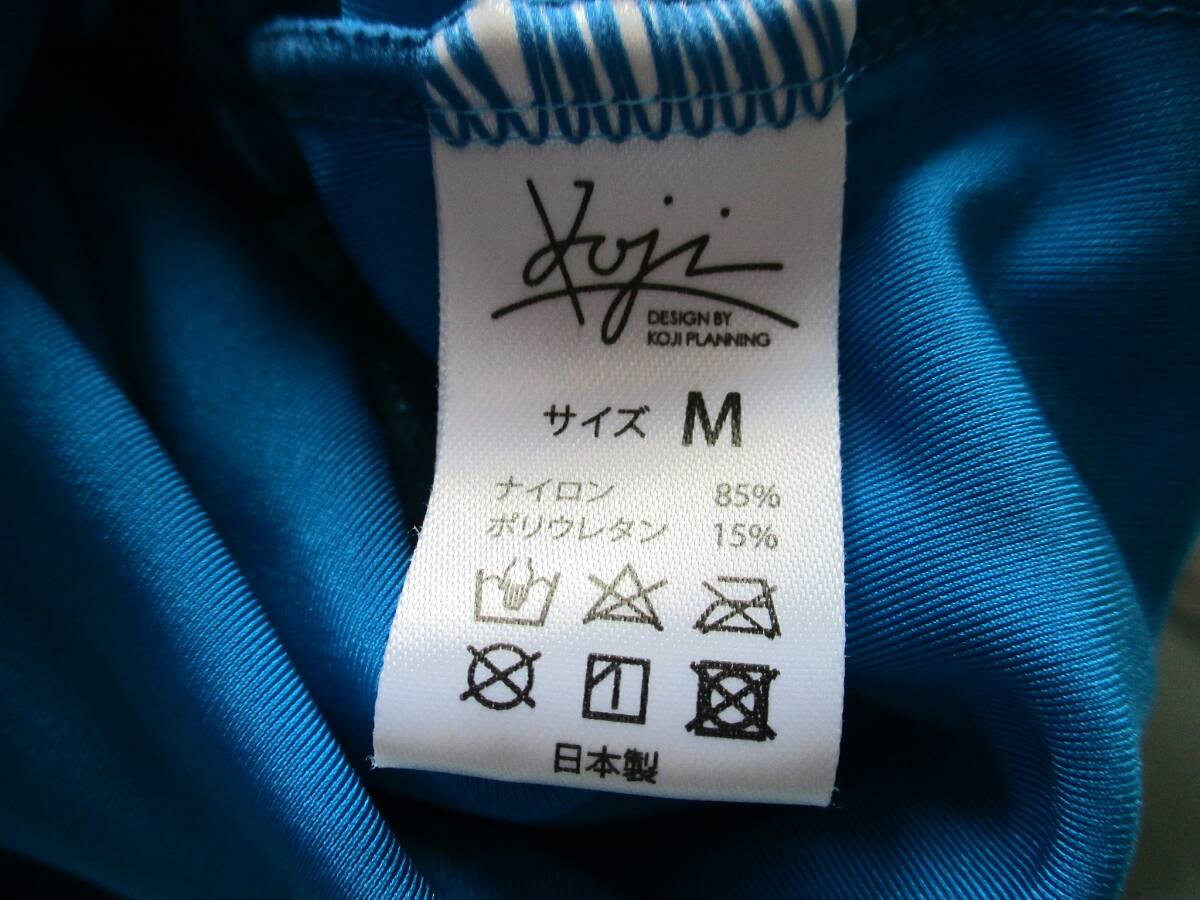 Koji
DESIGN BY
KOJI PLANNING
サイズ M
ナイロン 85%
ポリウレタン 15%
日本製